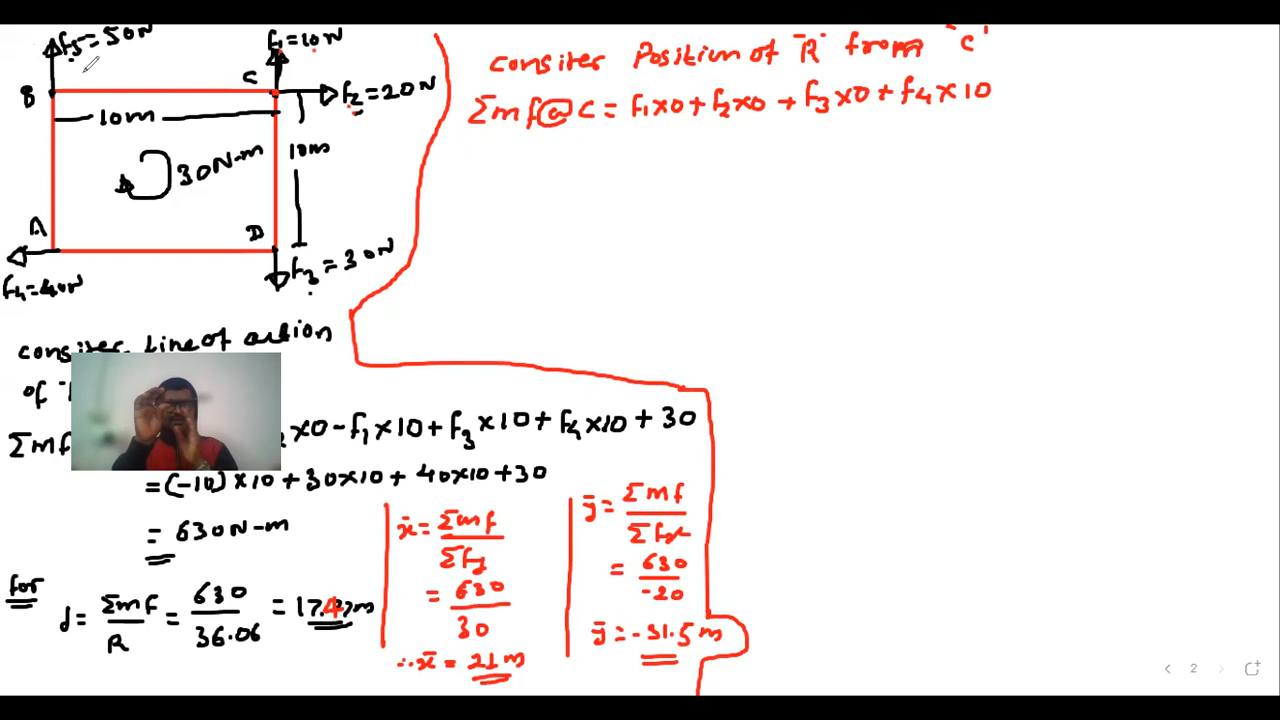 f5=50N
f1=10N
B
C
f2=20N
10m
10m
30N-m
A
D
f3=30N
f4=40N
consider Line of action
of
Σmf ×0-f1×10+f3×10+f4×10+30
=(-10)×10+30×10+40×10+30
=630N-m
for
d=Σmf/R=630/36.06=17.4 m
x̄=Σmf/Σfy
=630/30
∴x̄=21m
ȳ=Σmf/Σfx
=630/-20
ȳ=-31.5m
consider Position of "R" from "C"
Σmf@C=f1×0+f2×0+f3×0+f4×10
2